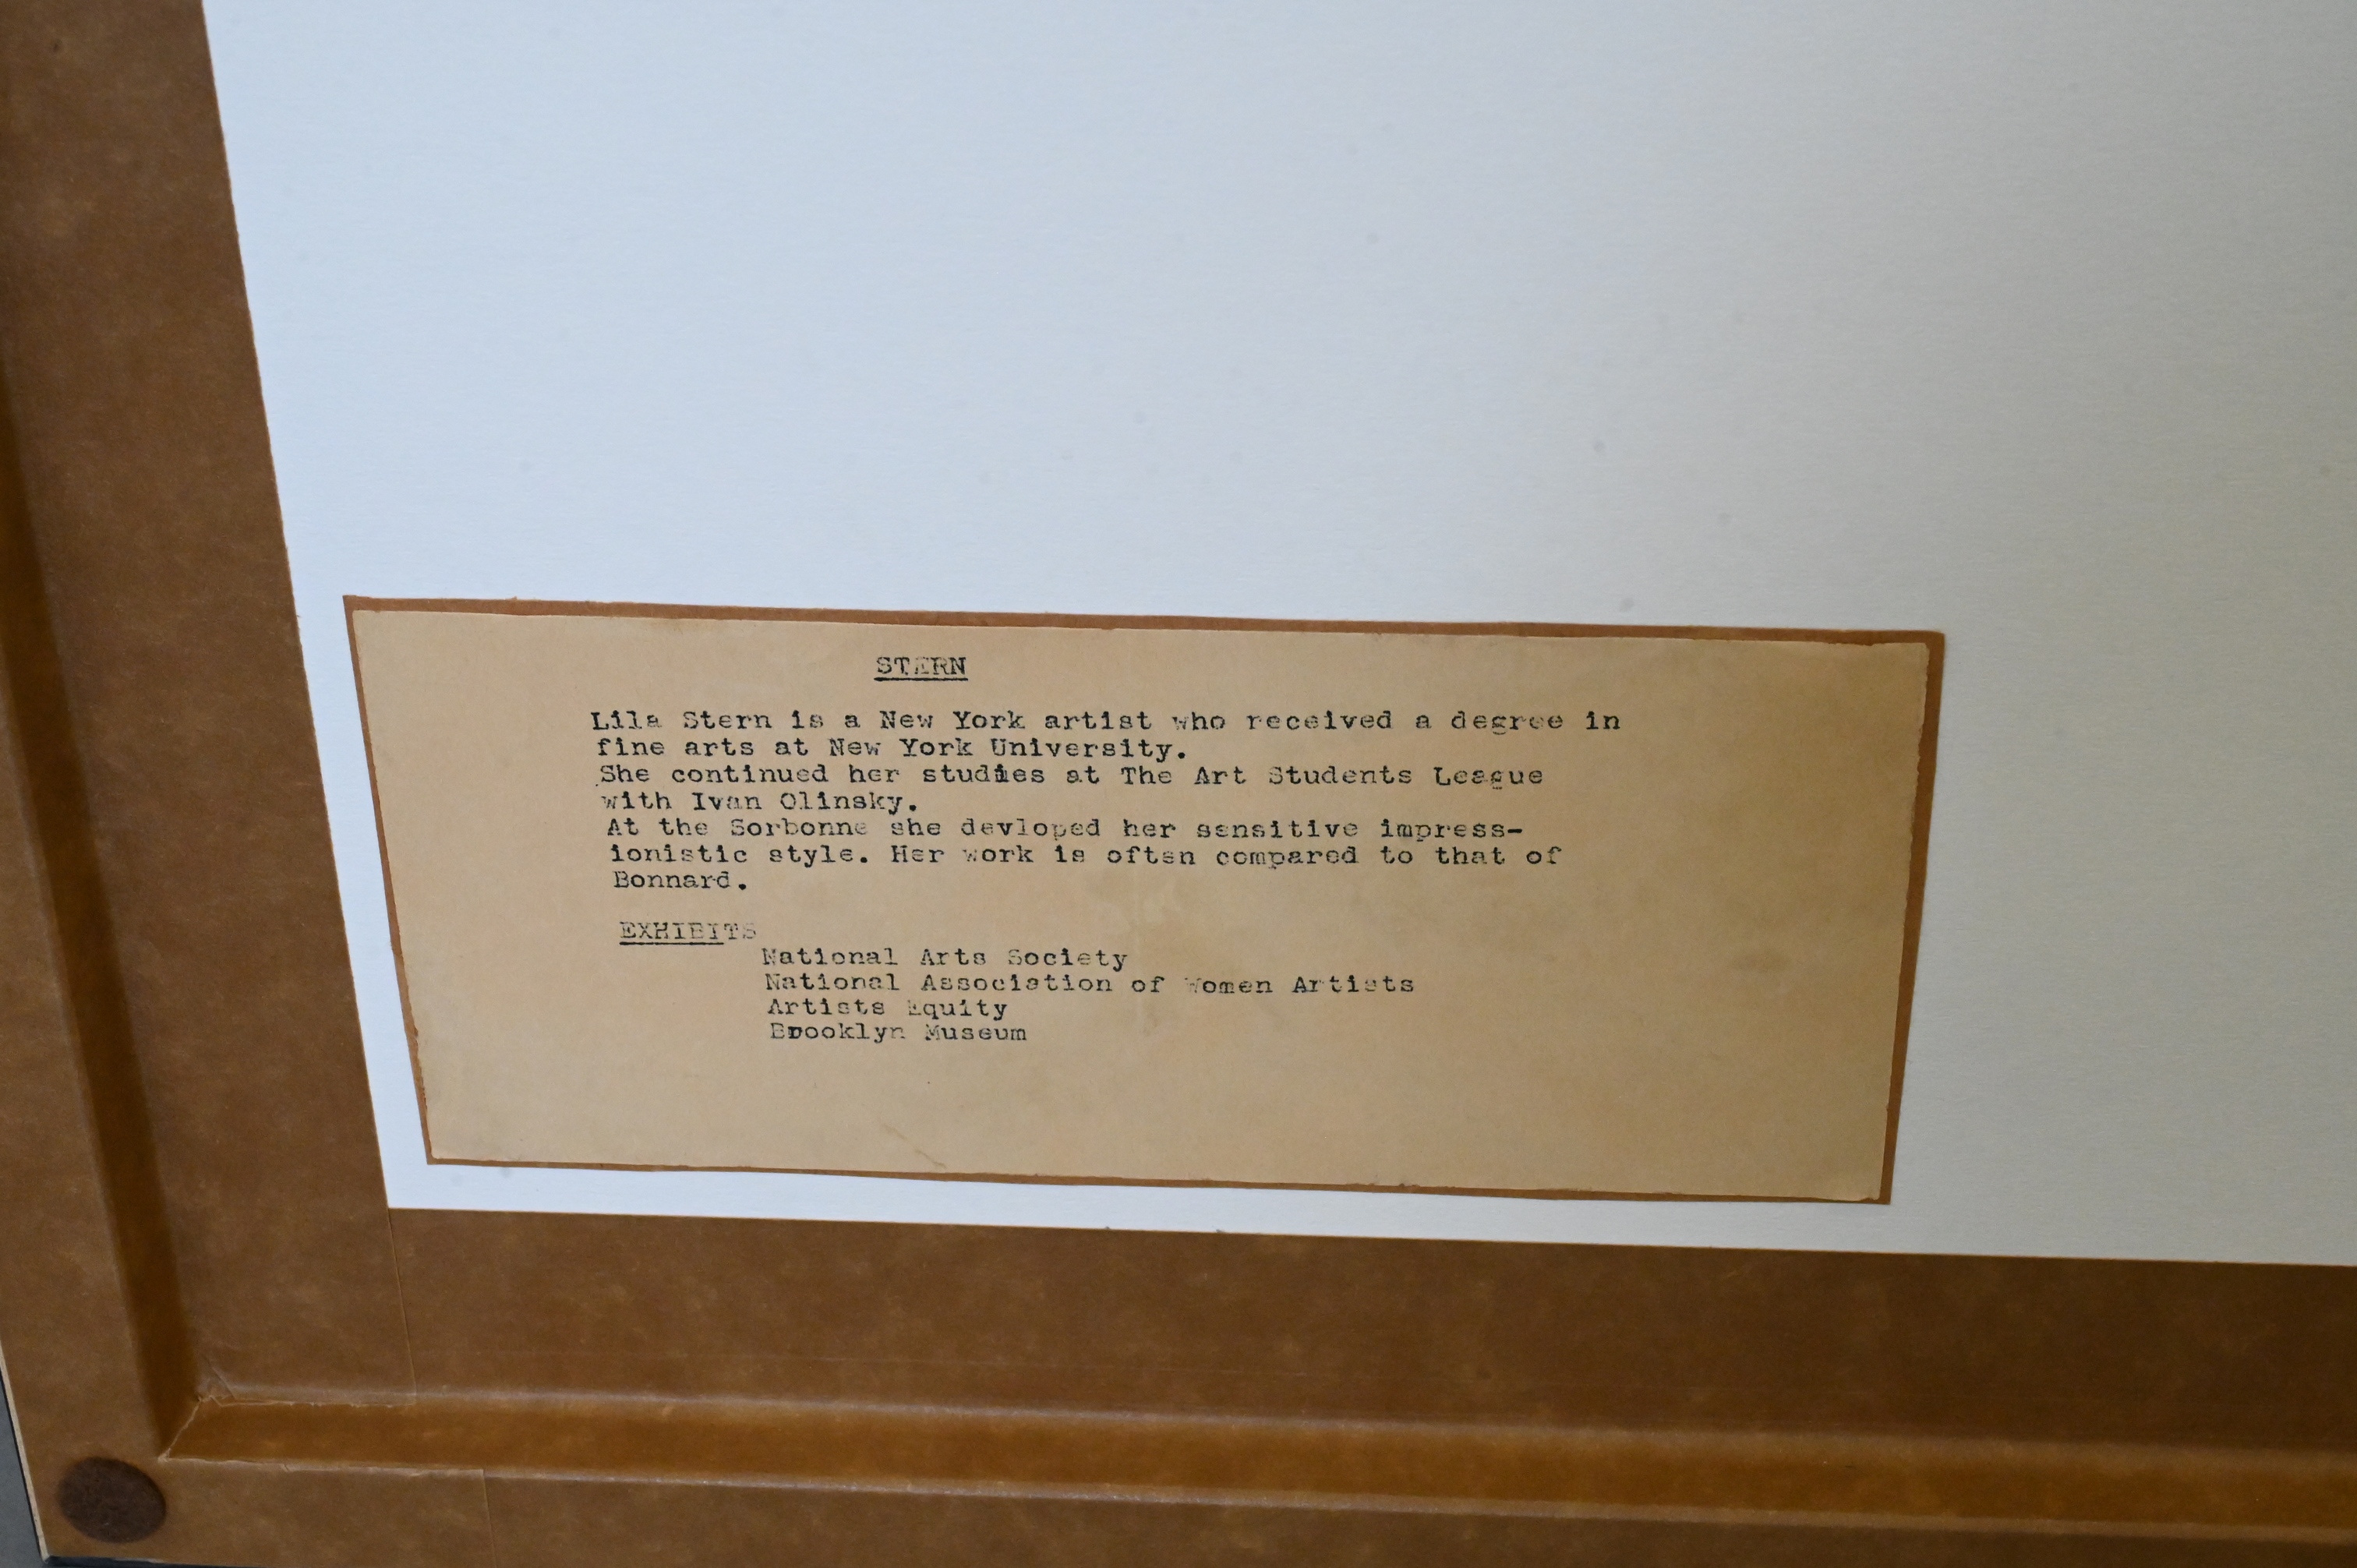 STERN
Lila Stern is a New York artist who received a degree in
fine arts at New York University.
She continued her studies at The Art Students League
with Ivan Olinsky.
At the Sorbonne she devloped her sensitive impress-
ionistic style. Her work is often compared to that of
Bonnard.
EXHIBITS
National Arts Society
National Association of Women Artists
Artists Equity
Brooklyn Museum